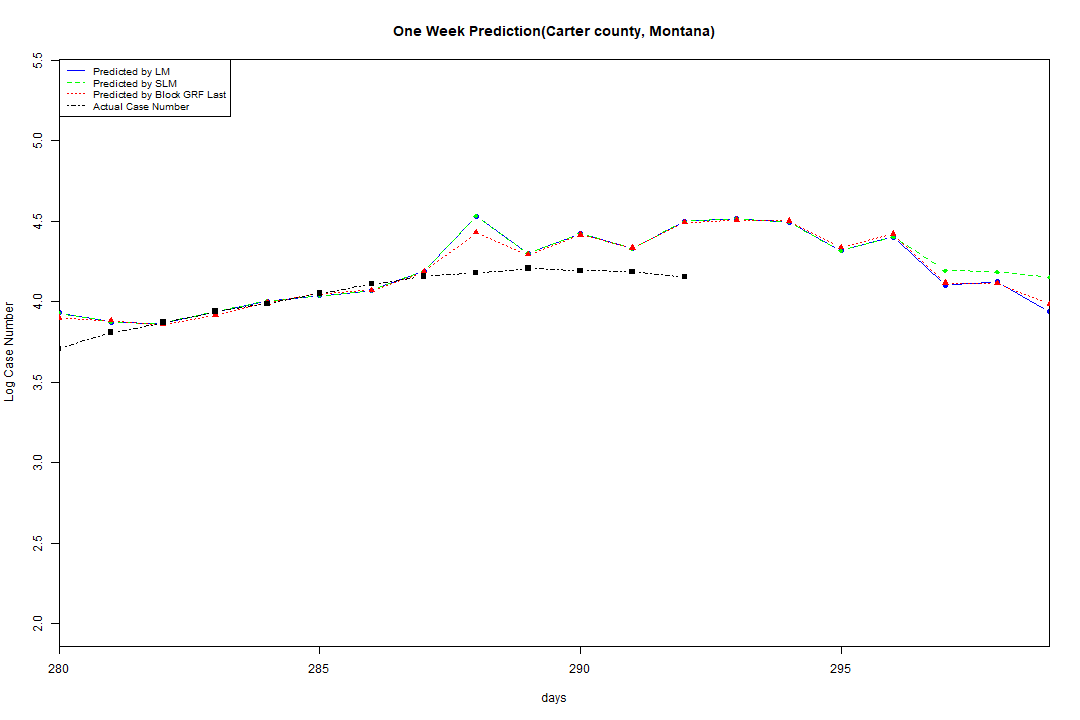 One Week Prediction(Carter county, Montana)
Predicted by LM
Predicted by SLM
Predicted by Block GRF Last
Actual Case Number
5.5
5.0
4.5
4.0
3.5
3.0
2.5
2.0
Log Case Number
280
285
290
295
days